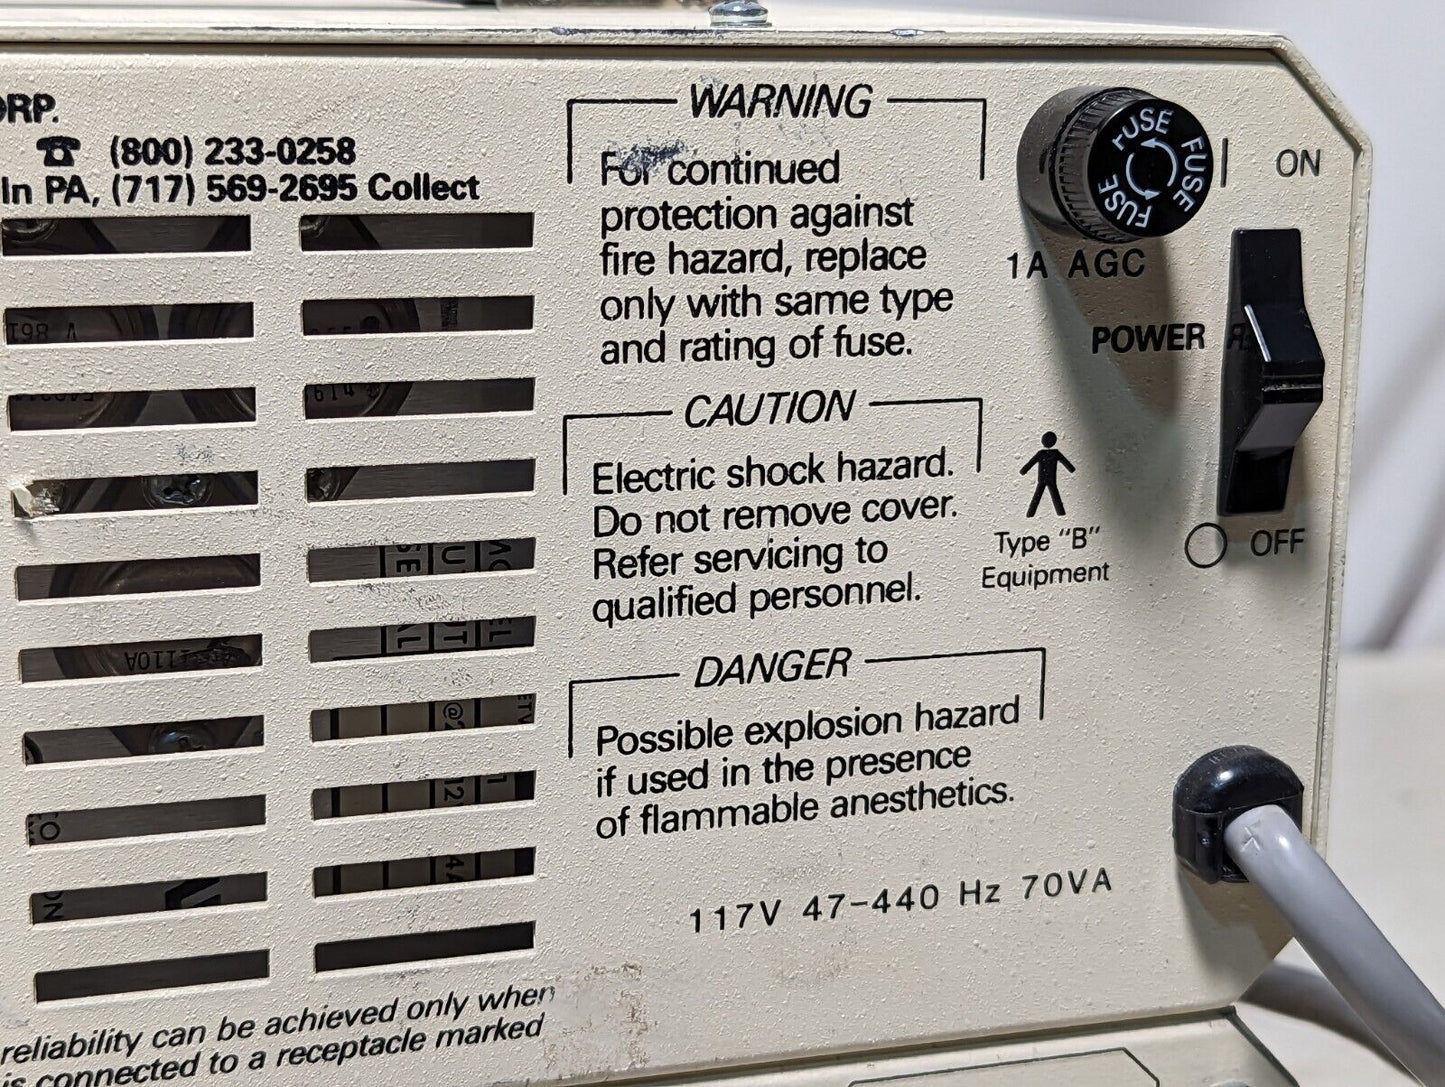 ORP.
☎ (800) 233-0258
In PA, (717) 569-2695 Collect
WARNING
For continued
protection against
fire hazard, replace
only with same type
and rating of fuse.
FUSE FUSE FUSE
ON
1A AGC
POWER
CAUTION
Electric shock hazard.
Do not remove cover.
Refer servicing to
qualified personnel.
Type "B"
Equipment
OFF
DANGER
Possible explosion hazard
if used in the presence
of flammable anesthetics.
117V 47-440 Hz 70VA
reliability can be achieved only when
is connected to a receptacle marked